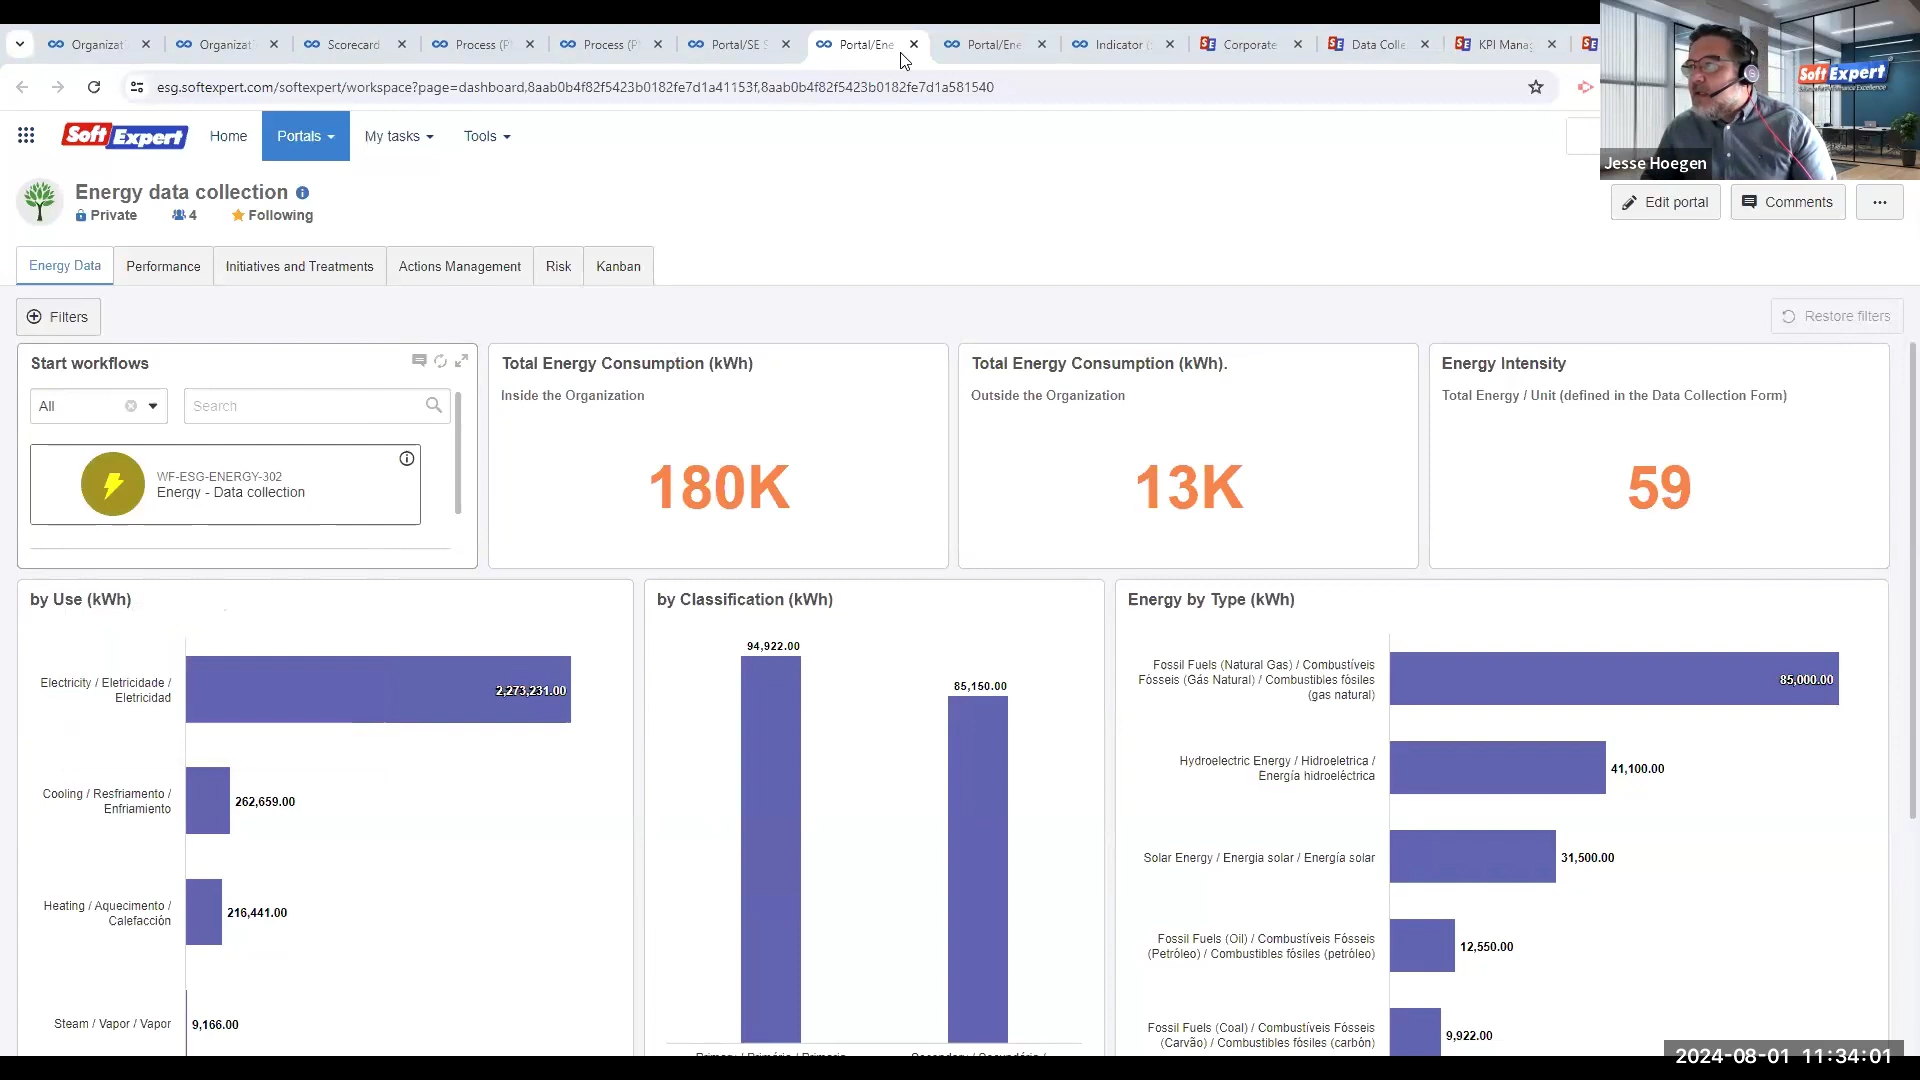 Organizat
Organizat
Scorecard
Process (P
Process (P
Portal/SE S
Portal/Ene
Portal/Ene
Indicator (
Corporate
Data Colle
KPI Manag
esg.softexpert.com/softexpert/workspace?page=dashboard,8aab0b4f82f5423b0182fe7d1a41153f,8aab0b4f82f5423b0182fe7d1a581540
SoftExpert
Home
Portals
My tasks
Tools
SoftExpert
Jesse Hoegen
Energy data collection
Private
4
Following
Edit portal
Comments
Energy Data
Performance
Initiatives and Treatments
Actions Management
Risk
Kanban
Filters
Restore filters
Start workflows
All
Search
WF-ESG-ENERGY-302
Energy - Data collection
Total Energy Consumption (kWh)
Inside the Organization
180K
Total Energy Consumption (kWh).
Outside the Organization
13K
Energy Intensity
Total Energy / Unit (defined in the Data Collection Form)
59
by Use (kWh)
Electricity / Eletricidade /
Eletricidad
2,273,231.00
Cooling / Resfriamento /
Enfriamiento
262,659.00
Heating / Aquecimento /
Calefacción
216,441.00
Steam / Vapor / Vapor
9,166.00
by Classification (kWh)
94,922.00
85,150.00
Energy by Type (kWh)
Fossil Fuels (Natural Gas) / Combustíveis
Fósseis (Gás Natural) / Combustibles fósiles
(gas natural)
85,000.00
Hydroelectric Energy / Hidroeletrica /
Energía hidroeléctrica
41,100.00
Solar Energy / Energia solar / Energía solar
31,500.00
Fossil Fuels (Oil) / Combustíveis Fósseis
(Petróleo) / Combustibles fósiles (petróleo)
12,550.00
Fossil Fuels (Coal) / Combustíveis Fósseis
(Carvão) / Combustibles fósiles (carbón)
9,922.00
2024-08-01 11:34:01